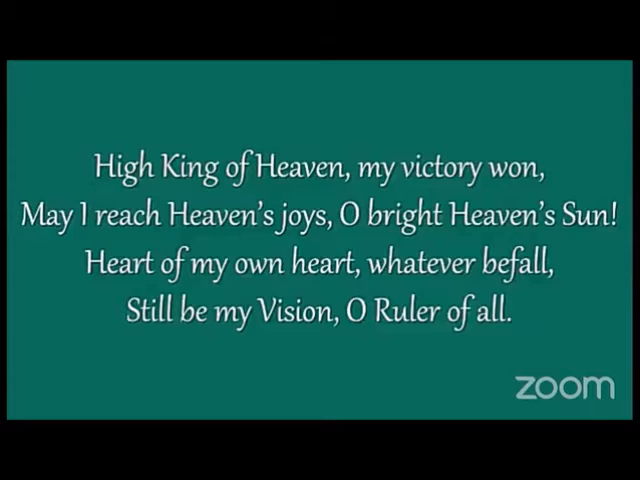 High King of Heaven, my victory won,
May I reach Heaven's joys, O bright Heaven's Sun!
Heart of my own heart, whatever befall,
Still be my Vision, O Ruler of all.
zoom